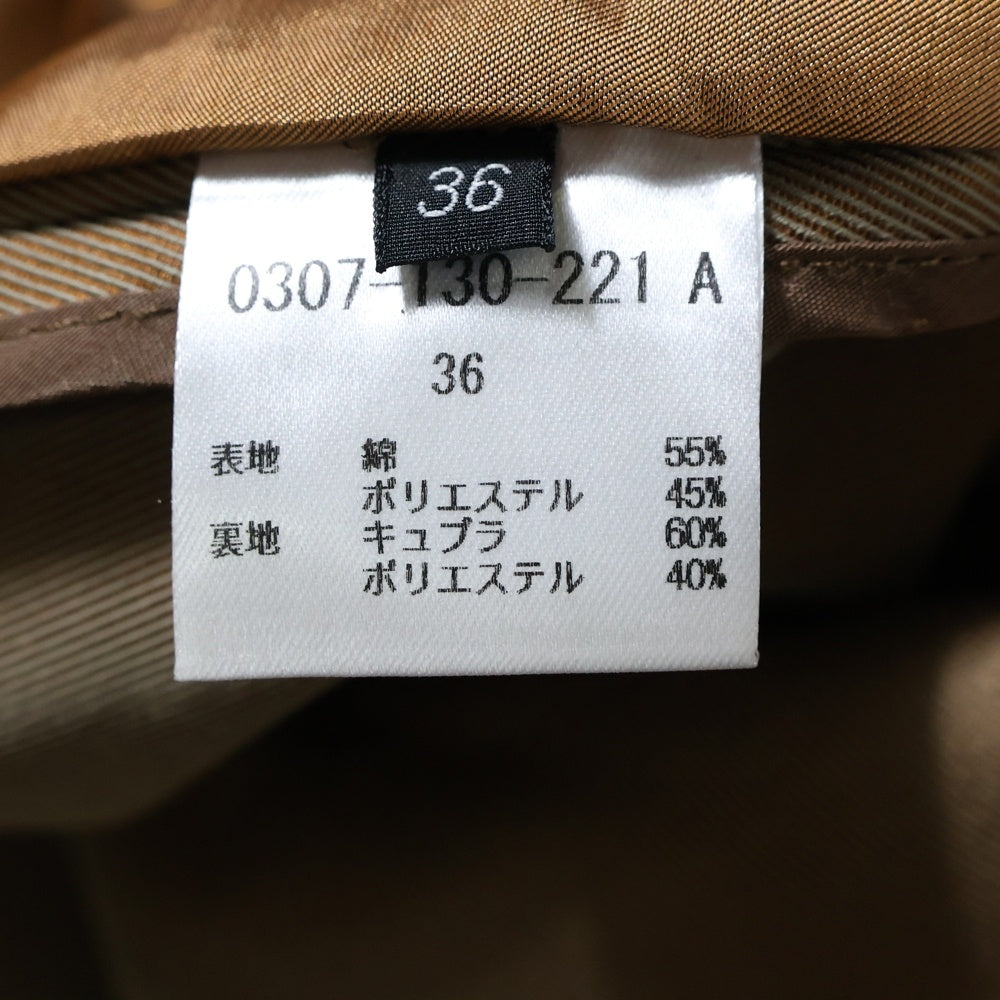 36
0307-130-221 A
36
表地 綿 55%
ポリエステル 45%
裏地 キュプラ 60%
ポリエステル 40%